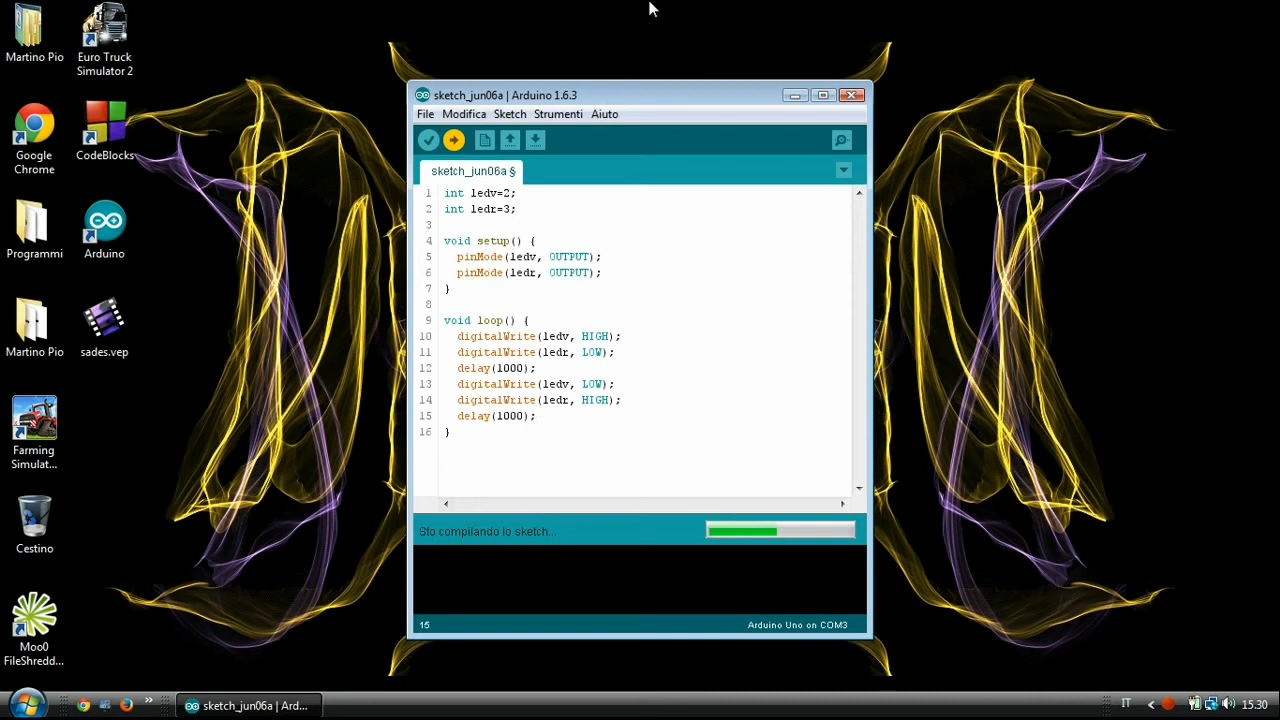 Martino Pio
Euro Truck
Simulator 2
Google
Chrome
CodeBlocks
Programmi
Arduino
Martino Pio
sades.vep
Farming
Simulat...
Cestino
Moo0
FileShredd...
sketch_jun06a | Arduino 1.6.3
File Modifica Sketch Strumenti Aiuto
sketch_jun06a §
1 int ledv=2;
2 int ledr=3;
3
4 void setup() {
5 pinMode(ledv, OUTPUT);
6 pinMode(ledr, OUTPUT);
7 }
8
9 void loop() {
10 digitalWrite(ledv, HIGH);
11 digitalWrite(ledr, LOW);
12 delay(1000);
13 digitalWrite(ledv, LOW);
14 digitalWrite(ledr, HIGH);
15 delay(1000);
16 }
Sto compilando lo sketch...
15 Arduino Uno on COM3
sketch_jun06a | Ard...
IT
15.30